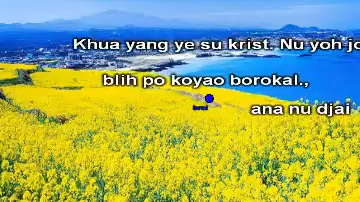 Khua yang ye su krist. Nu yoh jo
blih po koyao borokal.,
ana nu djai